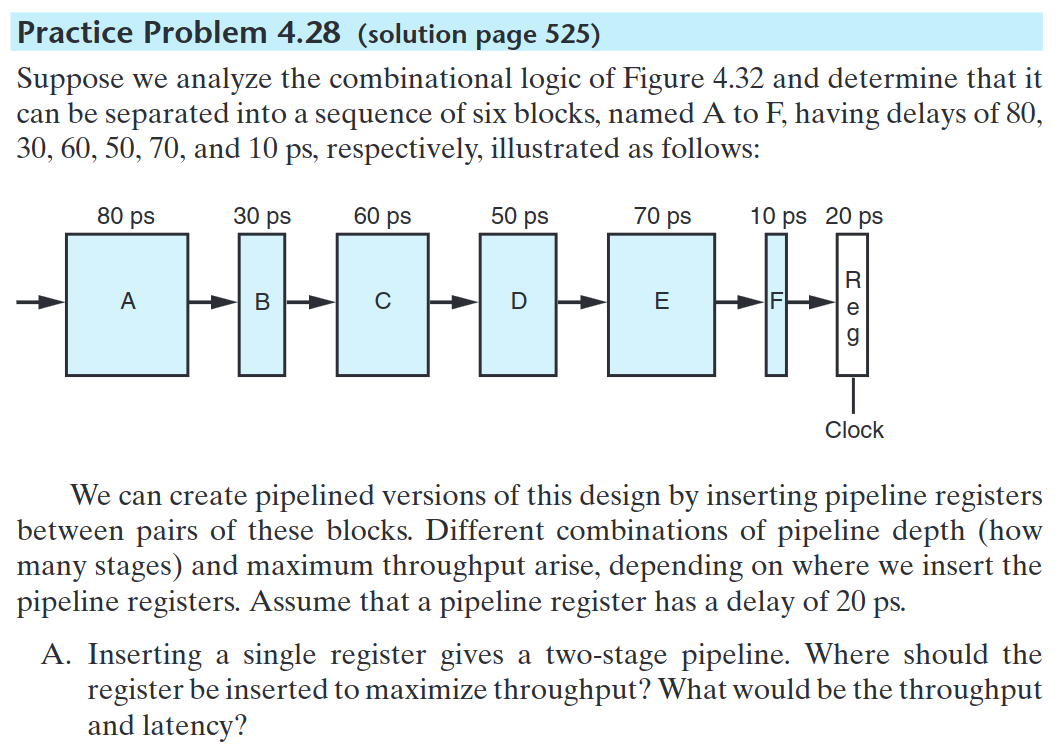 Practice Problem 4.28 (solution page 525)
Suppose we analyze the combinational logic of Figure 4.32 and determine that it
can be separated into a sequence of six blocks, named A to F, having delays of 80,
30, 60, 50, 70, and 10 ps, respectively, illustrated as follows:
80 ps 30 ps 60 ps 50 ps 70 ps 10 ps 20 ps
A B C D E F Reg
Clock
We can create pipelined versions of this design by inserting pipeline registers
between pairs of these blocks. Different combinations of pipeline depth (how
many stages) and maximum throughput arise, depending on where we insert the
pipeline registers. Assume that a pipeline register has a delay of 20 ps.
A. Inserting a single register gives a two-stage pipeline. Where should the
register be inserted to maximize throughput? What would be the throughput
and latency?